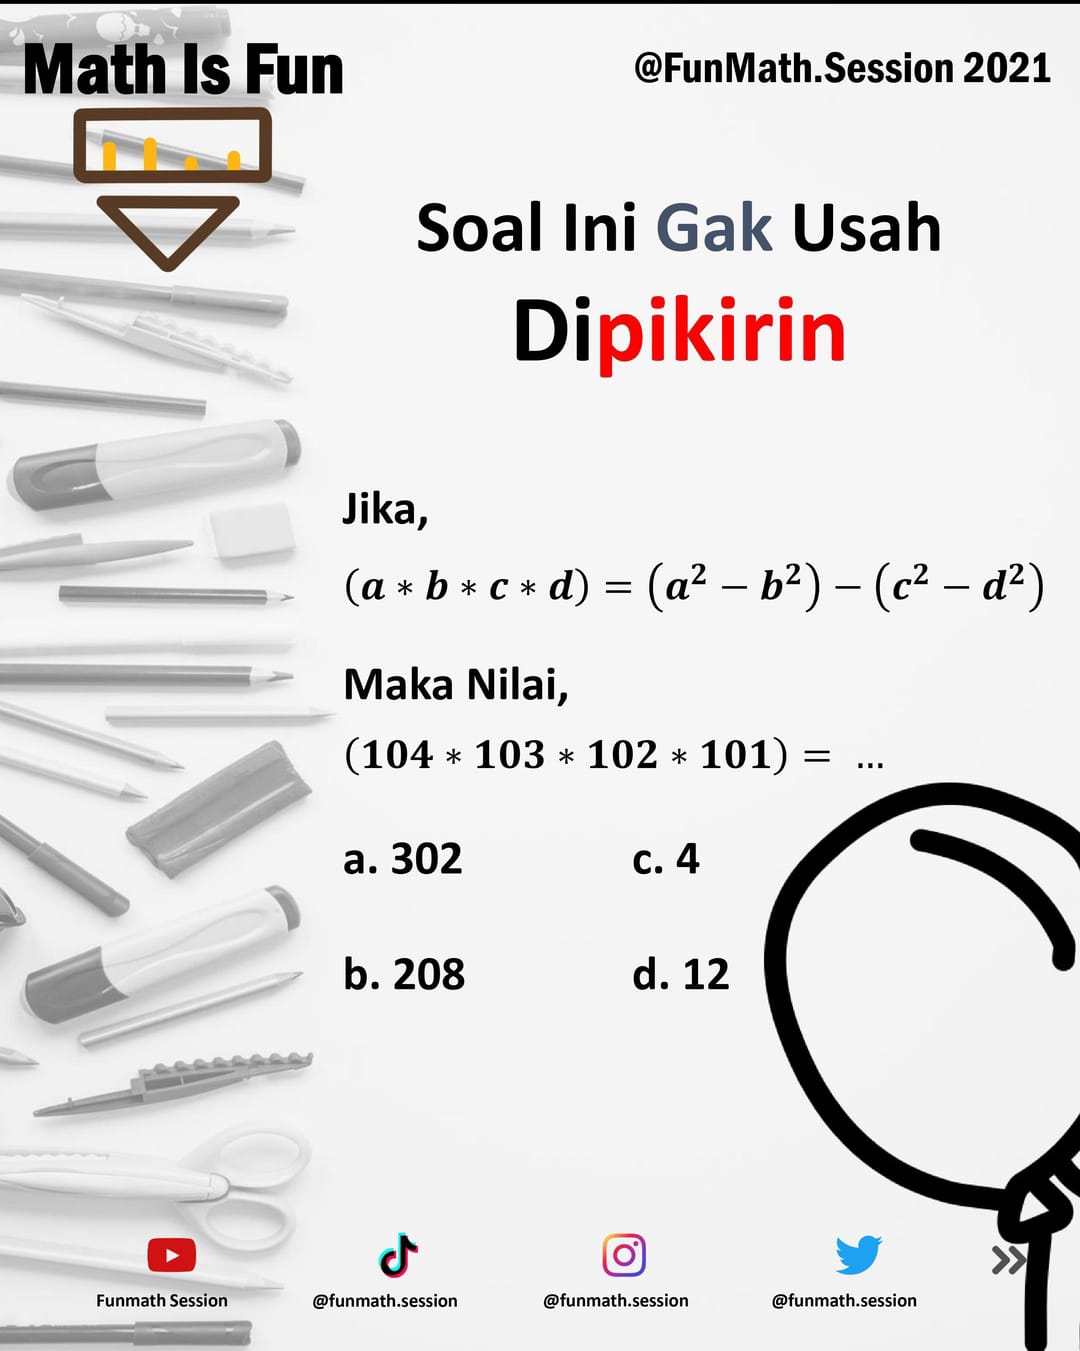 Math Is Fun
@FunMath.Session 2021
Soal Ini Gak Usah
Dipikirin
Jika,
(a * b * c * d) = (a² − b²) − (c² − d²)
Maka Nilai,
(104 * 103 * 102 * 101) = ...
a. 302
c. 4
b. 208
d. 12
Funmath Session
@funmath.session
@funmath.session
@funmath.session